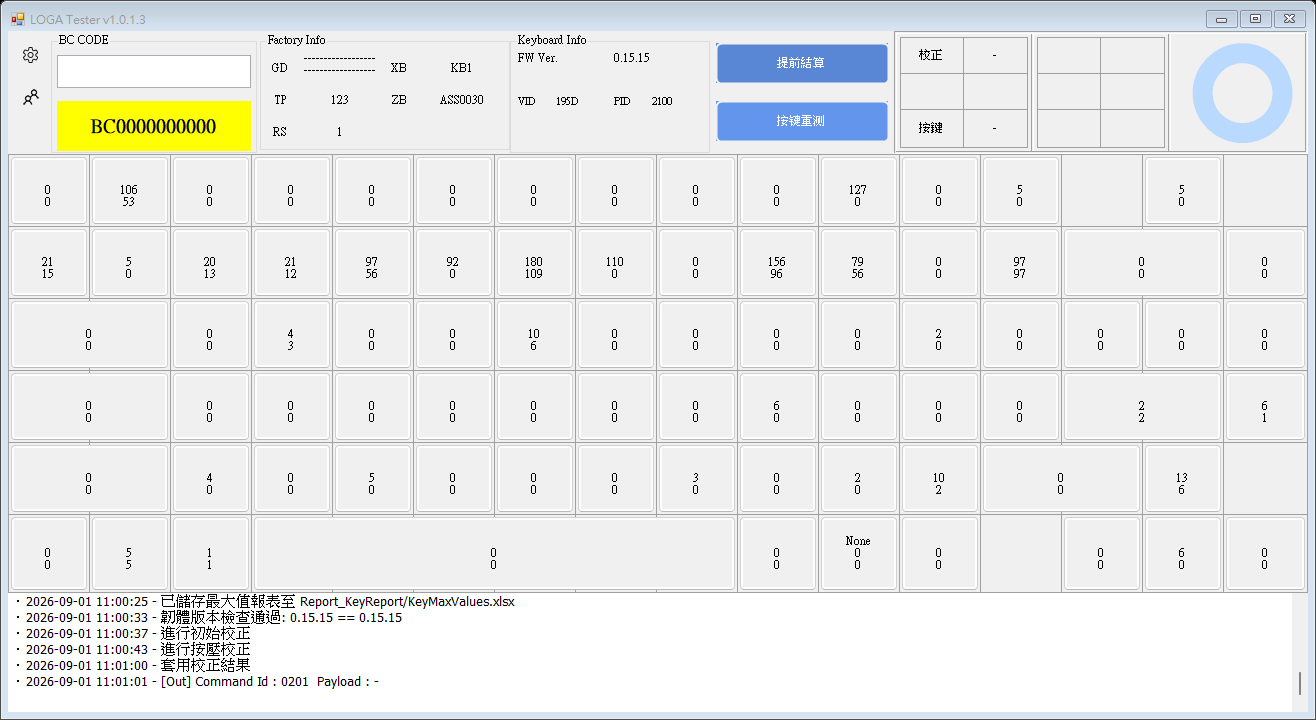 LOGA Tester v1.0.1.3
BC CODE
BC0000000000
Factory Info
GD ---------------- XB KB1
----------------
TP 123 ZB ASS0030
RS 1
Keyboard Info
FW Ver. 0.15.15
VID 195D PID 2100
提前結算
按键重测
校正 -
按鍵 -
0 106 0 0 0 0 0 0 0 0 127 0 5 5
0 53 0 0 0 0 0 0 0 0 0 0 0 0
21 5 20 21 97 92 180 110 0 156 79 0 97 0 0
15 0 13 12 56 0 109 0 0 96 56 0 97 0 0
0 0 4 0 0 10 0 0 0 0 2 0 0 0 0
0 0 3 0 0 6 0 0 0 0 0 0 0 0 0
0 0 0 0 0 0 0 0 6 0 0 0 2 6
0 0 0 0 0 0 0 0 0 0 0 0 2 1
0 4 0 5 0 0 0 3 0 2 10 0 13
0 0 0 0 0 0 0 0 0 0 2 0 6
None
0 5 1 0 0 0 0 0 6 0
0 5 1 0 0 0 0 0 0 0
· 2026-09-01 11:00:25 - 已儲存最大值報表至 Report_KeyReport/KeyMaxValues.xlsx
· 2026-09-01 11:00:33 - 韌體版本檢查通過: 0.15.15 == 0.15.15
· 2026-09-01 11:00:37 - 進行初始校正
· 2026-09-01 11:00:43 - 進行按壓校正
· 2026-09-01 11:01:00 - 套用校正結果
· 2026-09-01 11:01:01 - [Out] Command Id : 0201 Payload : -